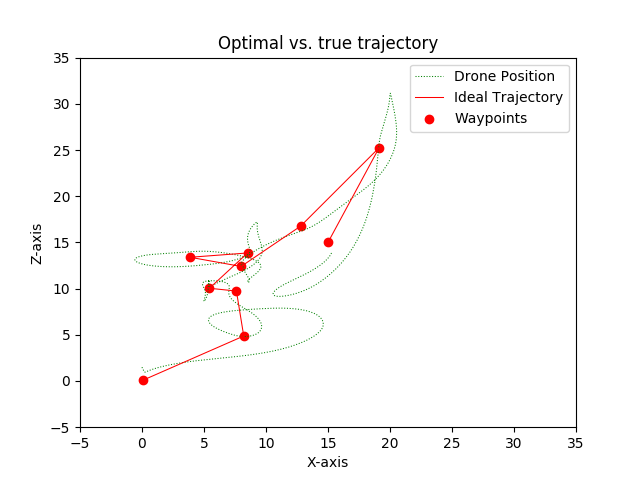 Optimal vs. true trajectory
Drone Position
Ideal Trajectory
Waypoints
35
30
25
20
15
10
5
0
−5
Z-axis
−5 0 5 10 15 20 25 30 35
X-axis